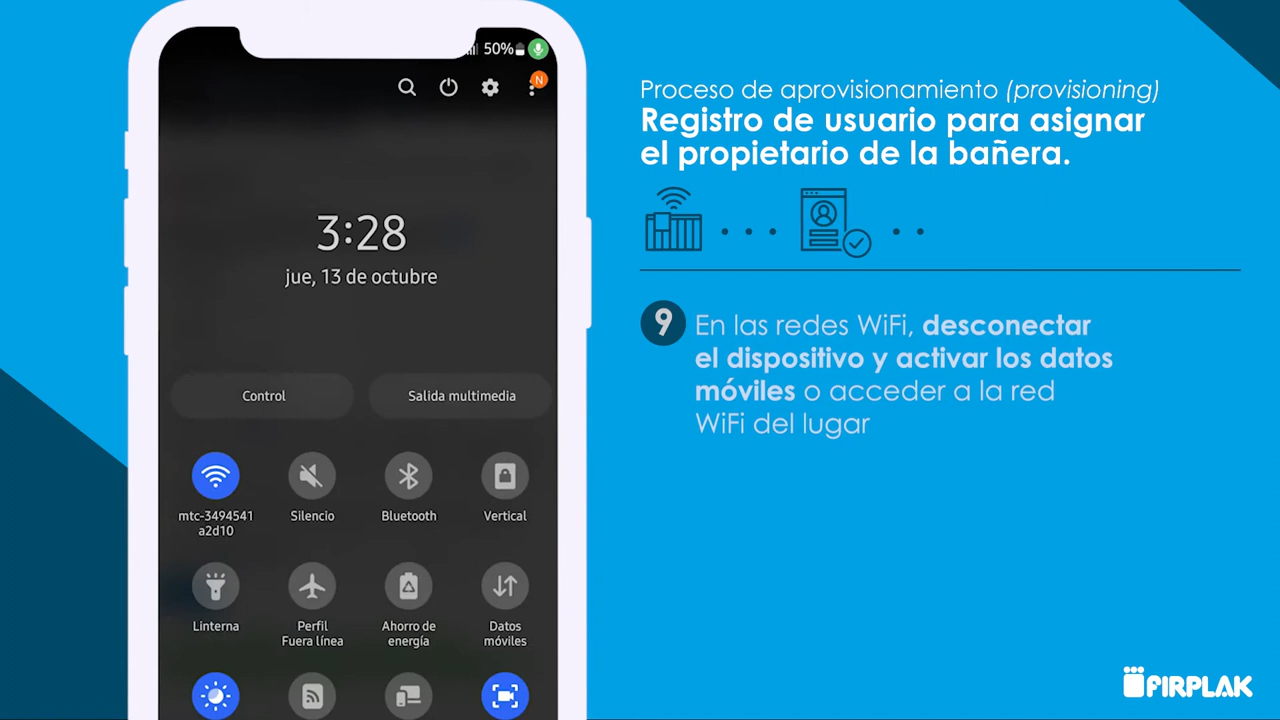 50%
N
3:28
jue, 13 de octubre
Control
Salida multimedia
mtc-3494541
a2d10
Silencio
Bluetooth
Vertical
Linterna
Perfil
Fuera línea
Ahorro de
energía
Datos
móviles
Proceso de aprovisionamiento (provisioning)
Registro de usuario para asignar
el propietario de la bañera.
9
En las redes WiFi, desconectar
el dispositivo y activar los datos
móviles o acceder a la red
WiFi del lugar
FIRPLAK